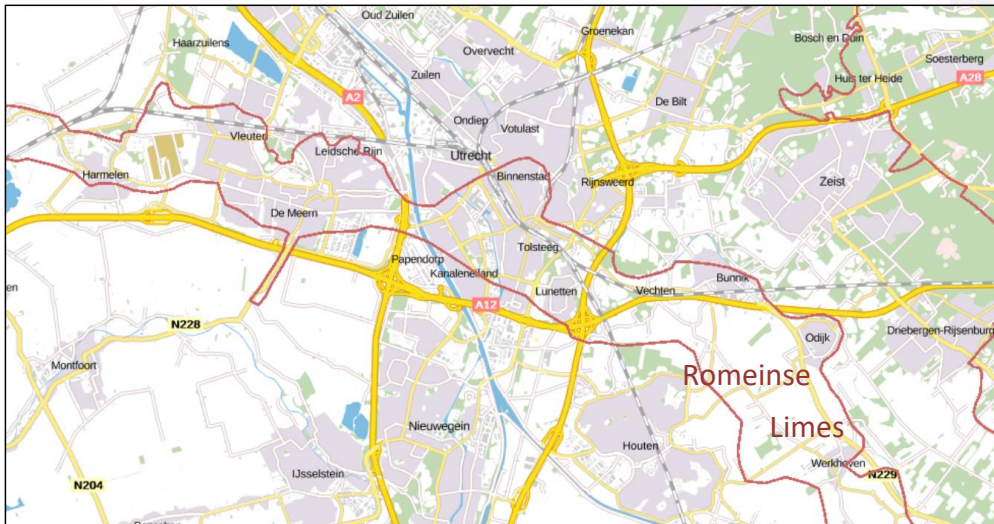 Oud Zuilen
Groenekan
Bosch en Duin
Haarzuilens
Overvecht
Soesterberg
Zuilen
Huis ter Heide
A28
A2
De Bilt
Ondiep
Votulast
Vleuten
Leidsche Rijn
Utrecht
Harmelen
Binnenstad
Rijnsweerd
Zeist
De Meern
Tolsteeg
Papendorp
Kanaleneiland
Bunnik
Lunetten
Vechten
A12
N228
Odijk
Driebergen-Rijsenburg
Montfoort
Romeinse
Limes
Nieuwegein
Houten
Werkhoven
IJsselstein
N229
N204